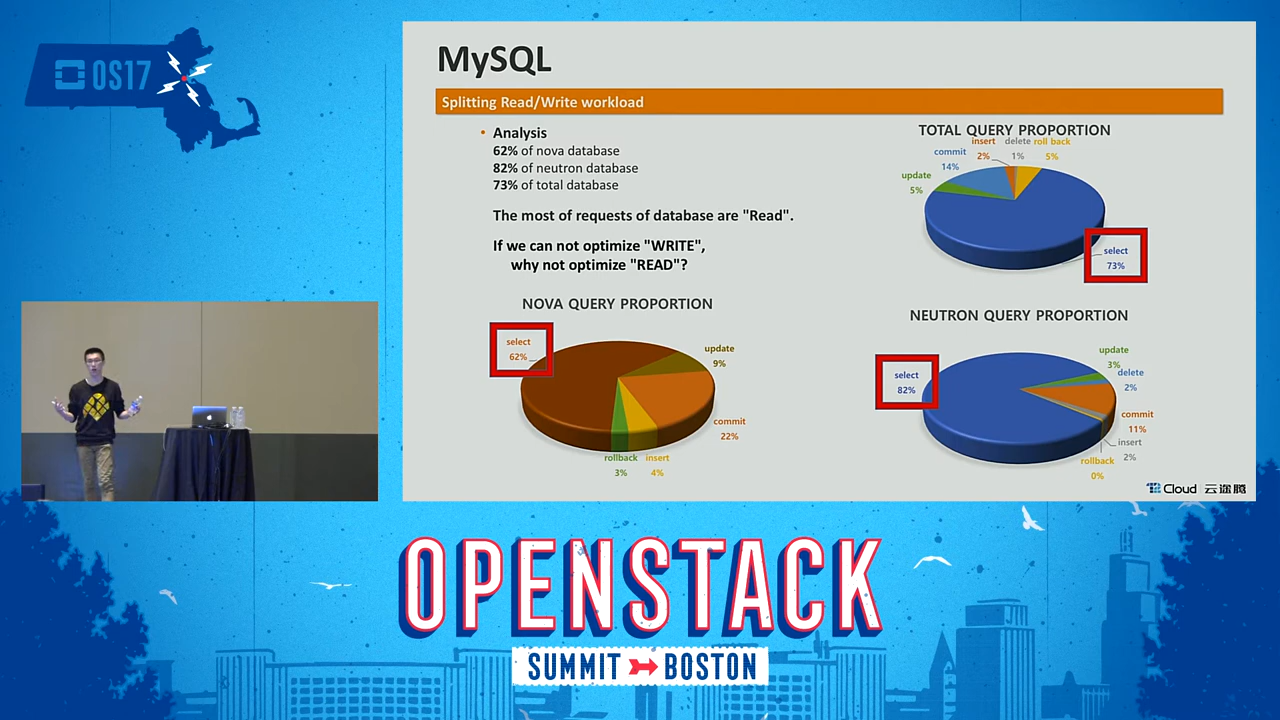 OS17
MySQL
Splitting Read/Write workload
• Analysis
62% of nova database
82% of neutron database
73% of total database
The most of requests of database are "Read".
If we can not optimize "WRITE",
why not optimize "READ"?
TOTAL QUERY PROPORTION
insert
2%
delete
1%
roll back
5%
commit
14%
update
5%
select
73%
NOVA QUERY PROPORTION
select
62%
update
9%
commit
22%
rollback
3%
insert
4%
NEUTRON QUERY PROPORTION
select
82%
update
3%
delete
2%
commit
11%
insert
2%
rollback
0%
T2Cloud 云途腾
OPENSTACK
SUMMIT BOSTON